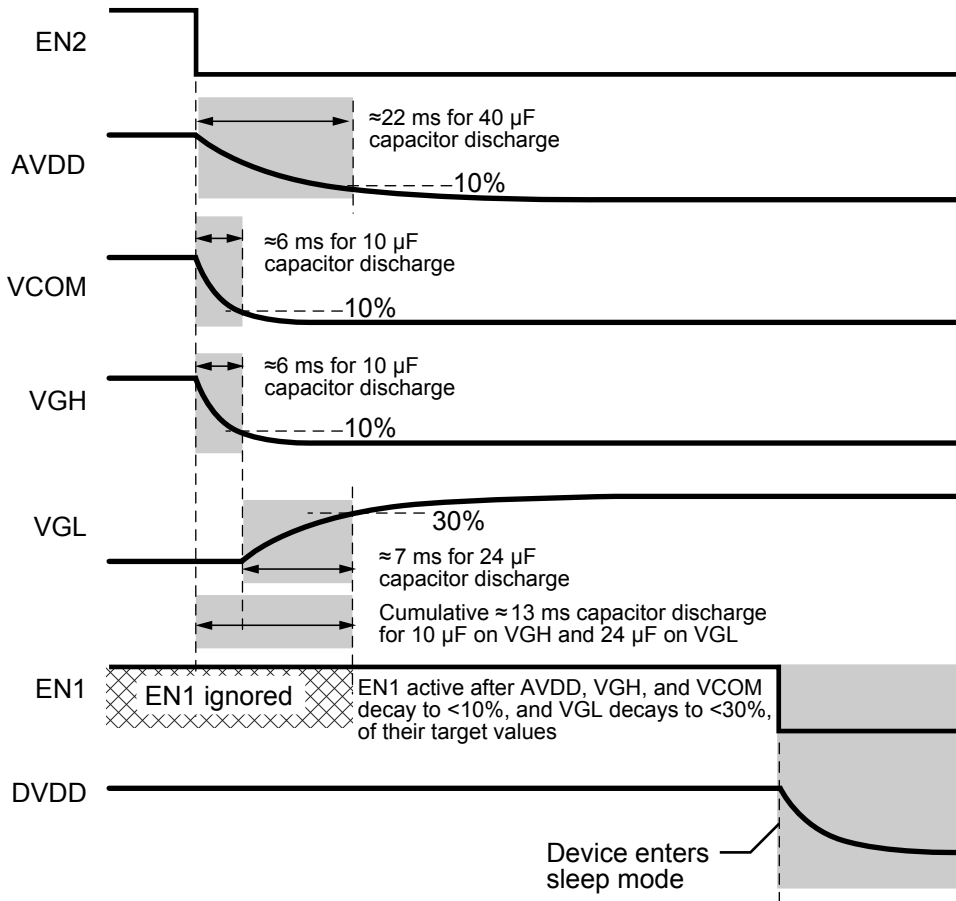 EN2
≈22 ms for 40 µF
capacitor discharge
AVDD
10%
≈6 ms for 10 µF
capacitor discharge
VCOM
10%
≈6 ms for 10 µF
capacitor discharge
VGH
10%
VGL
30%
≈7 ms for 24 µF
capacitor discharge
Cumulative ≈13 ms capacitor discharge
for 10 µF on VGH and 24 µF on VGL
EN1
EN1 ignored
EN1 active after AVDD, VGH, and VCOM
decay to <10%, and VGL decays to <30%,
of their target values
DVDD
Device enters
sleep mode